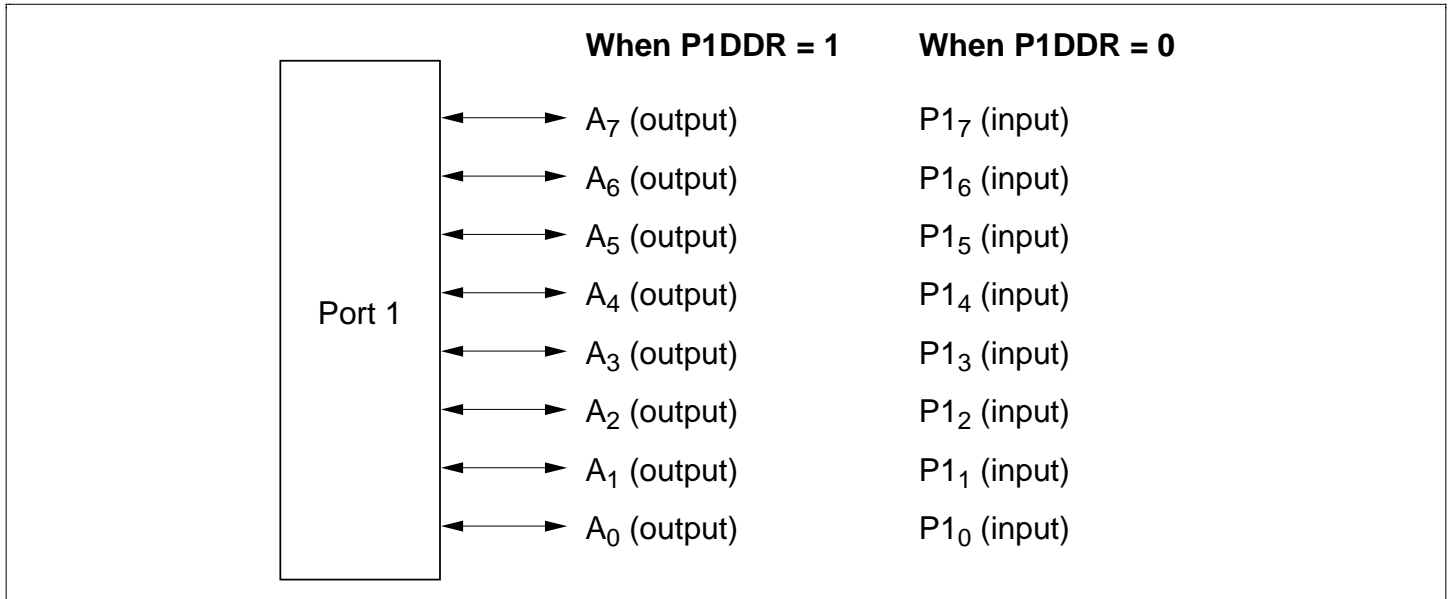 When P1DDR = 1 When P1DDR = 0
A₇ (output) P1₇ (input)
A₆ (output) P1₆ (input)
A₅ (output) P1₅ (input)
A₄ (output) P1₄ (input)
Port 1
A₃ (output) P1₃ (input)
A₂ (output) P1₂ (input)
A₁ (output) P1₁ (input)
A₀ (output) P1₀ (input)